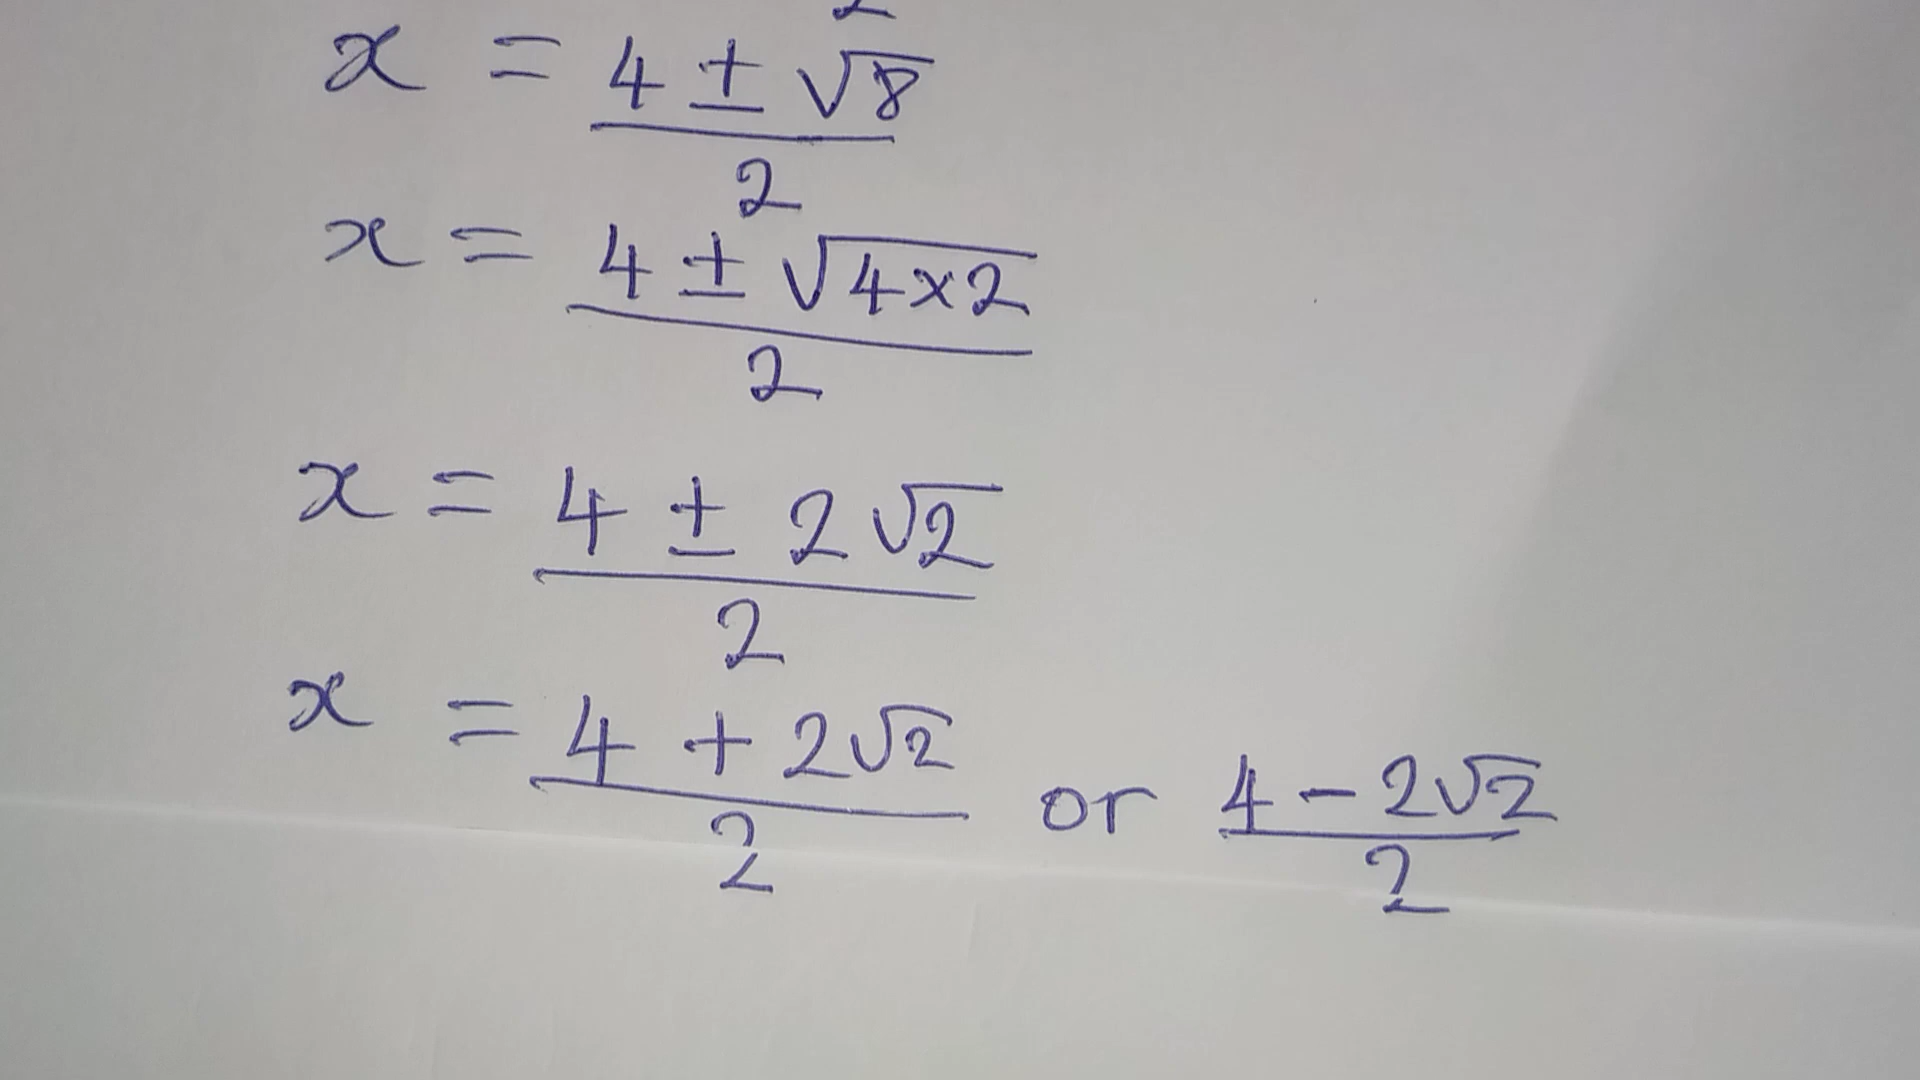 x = (4 ± √8)/2
x = (4 ± √(4×2))/2
x = (4 ± 2√2)/2
x = (4 + 2√2)/2 or (4 - 2√2)/2